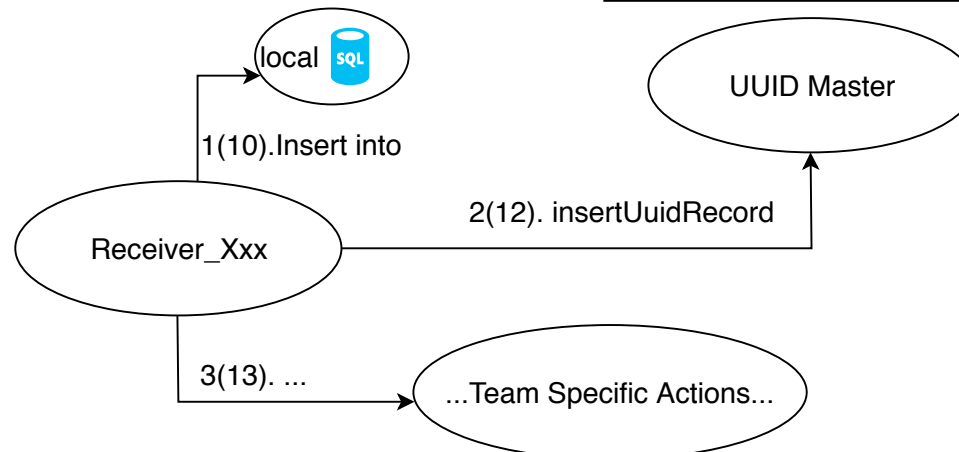 local SQL
UUID Master
1(10).Insert into
2(12). insertUuidRecord
Receiver_Xxx
3(13). ...
...Team Specific Actions...